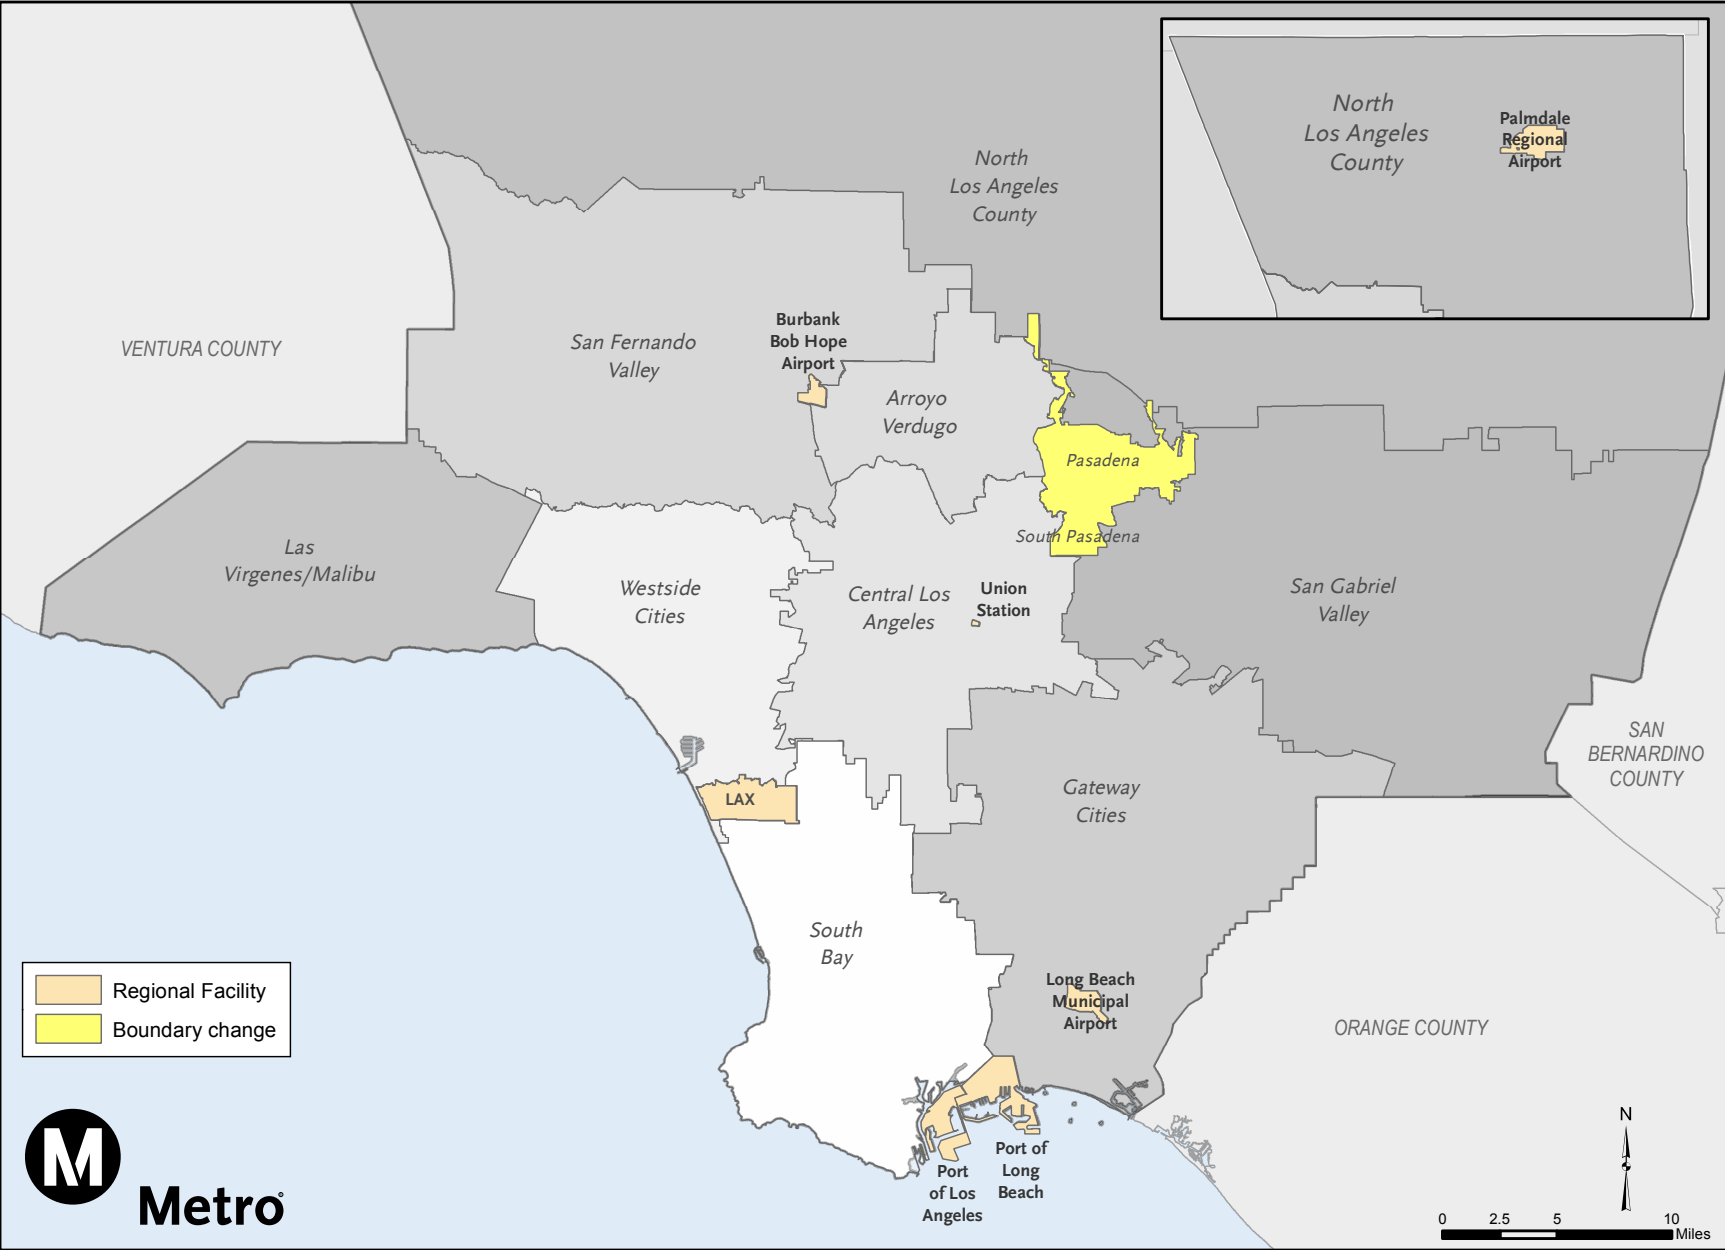 North
Los Angeles
County
North
Los Angeles
County
Palmdale
Regional
Airport
VENTURA COUNTY
San Fernando
Valley
Burbank
Bob Hope
Airport
Arroyo
Verdugo
Pasadena
South Pasadena
Las
Virgenes/Malibu
Westside
Cities
Central Los
Angeles
Union
Station
San Gabriel
Valley
SAN
BERNARDINO
COUNTY
LAX
Gateway
Cities
South
Bay
Long Beach
Municipal
Airport
ORANGE COUNTY
Regional Facility
Boundary change
Port of
Long
Beach
Port
of Los
Angeles
M
Metro
N
0 2.5 5 10
Miles